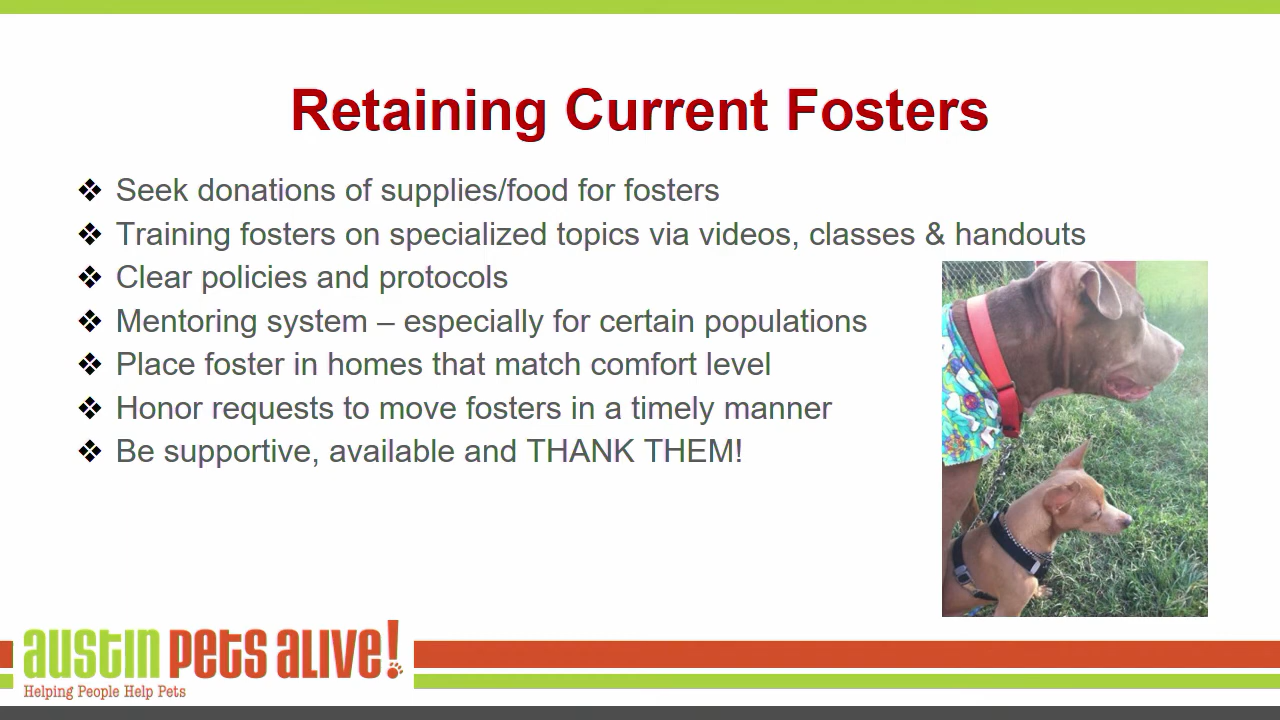 Retaining Current Fosters
❖ Seek donations of supplies/food for fosters
❖ Training fosters on specialized topics via videos, classes & handouts
❖ Clear policies and protocols
❖ Mentoring system – especially for certain populations
❖ Place foster in homes that match comfort level
❖ Honor requests to move fosters in a timely manner
❖ Be supportive, available and THANK THEM!
austin pets alive!
Helping People Help Pets